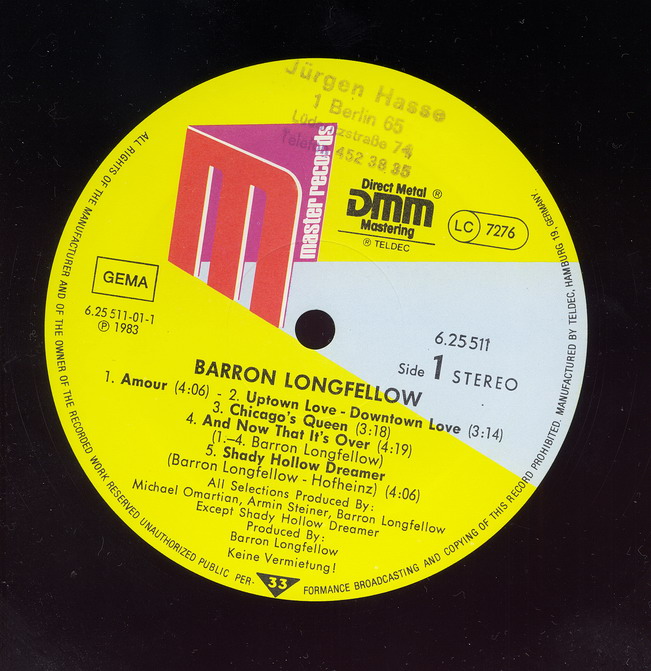 Jürgen Hasse
1 Berlin 65
74
452 38 35
master records
Direct Metal
DMM ®
Mastering
® TELDEC
LC 7276
GEMA
6.25 511-01-1
Ⓟ 1983
6.25511
Side 1 STEREO
BARRON LONGFELLOW
1. Amour (4:06) - 2. Uptown Love - Downtown Love (3:14)
3. Chicago's Queen (3:18)
4. And Now That It's Over (4:19)
(1.–4. Barron Longfellow)
5. Shady Hollow Dreamer
(Barron Longfellow - Hofheinz) (4:06)
All Selections Produced By:
Michael Omartian, Armin Steiner, Barron Longfellow
Except Shady Hollow Dreamer
Produced By:
Barron Longfellow
Keine Vermietung!
33
ALL RIGHTS OF THE MANUFACTURER AND OF THE OWNER OF THE RECORDED WORK RESERVED UNAUTHORIZED PUBLIC PER- FORMANCE BROADCASTING AND COPYING OF THIS RECORD PROHIBITED. MANUFACTURED BY TELDEC, HAMBURG 19, GERMANY.